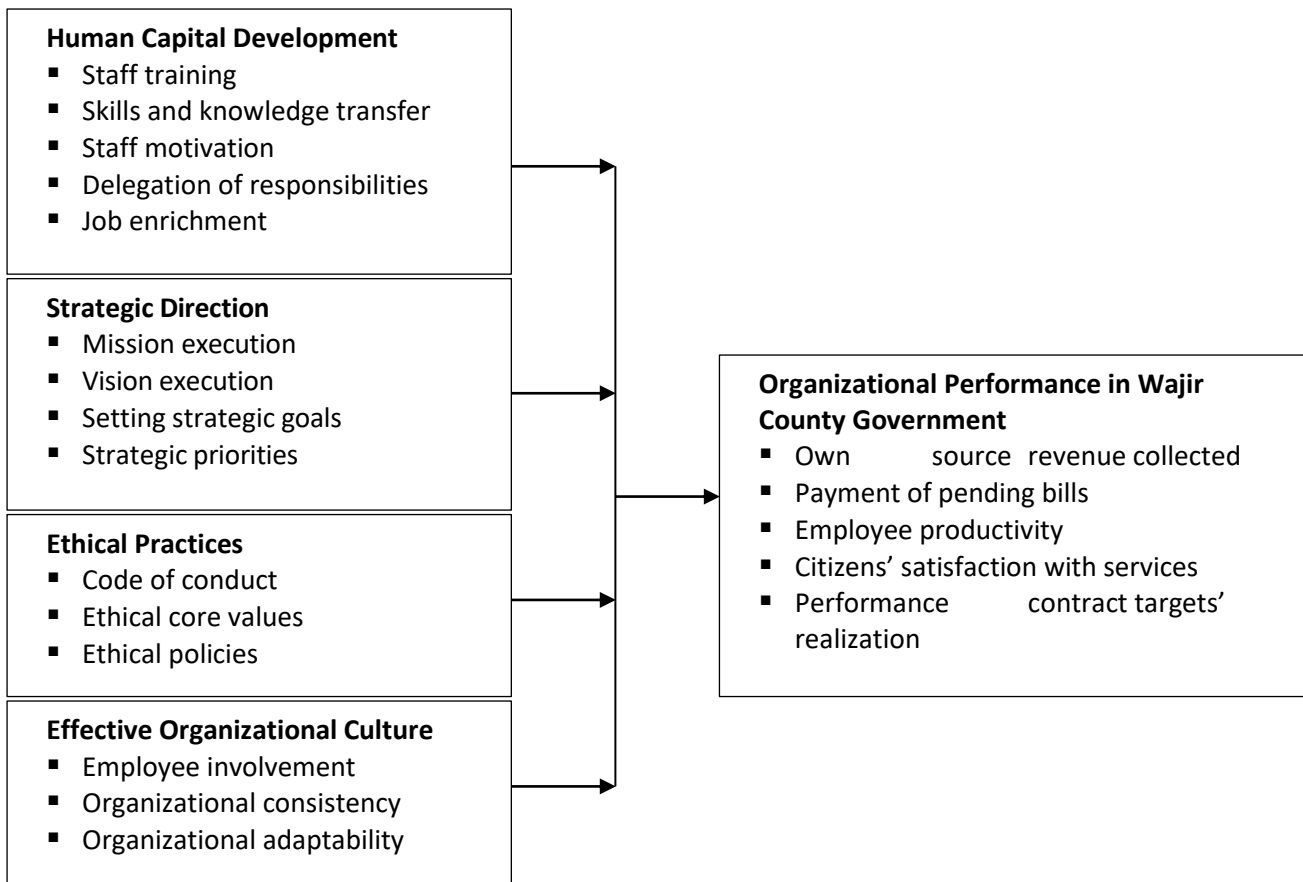 Human Capital Development
▪ Staff training
▪ Skills and knowledge transfer
▪ Staff motivation
▪ Delegation of responsibilities
▪ Job enrichment
Strategic Direction
▪ Mission execution
▪ Vision execution
▪ Setting strategic goals
▪ Strategic priorities
Ethical Practices
▪ Code of conduct
▪ Ethical core values
▪ Ethical policies
Effective Organizational Culture
▪ Employee involvement
▪ Organizational consistency
▪ Organizational adaptability
Organizational Performance in Wajir
County Government
▪ Own source revenue collected
▪ Payment of pending bills
▪ Employee productivity
▪ Citizens’ satisfaction with services
▪ Performance contract targets’
realization